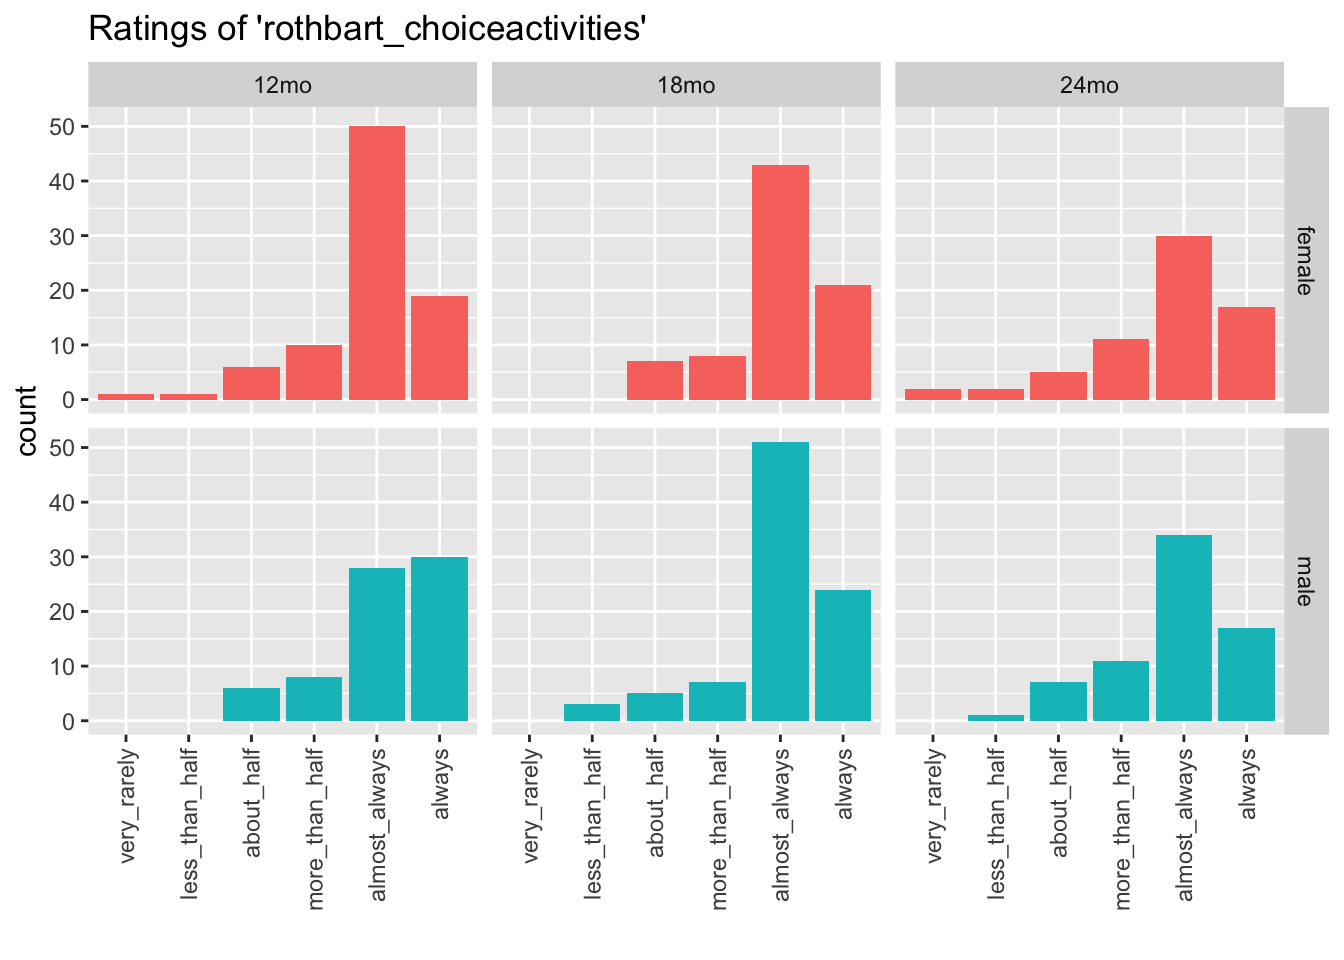 Ratings of 'rothbart_choiceactivities'
12mo
18mo
24mo
50
40
30
20
10
0
female
count
50
40
30
20
10
0
male
very_rarely
less_than_half
about_half
more_than_half
almost_always
always
very_rarely
less_than_half
about_half
more_than_half
almost_always
always
very_rarely
less_than_half
about_half
more_than_half
almost_always
always